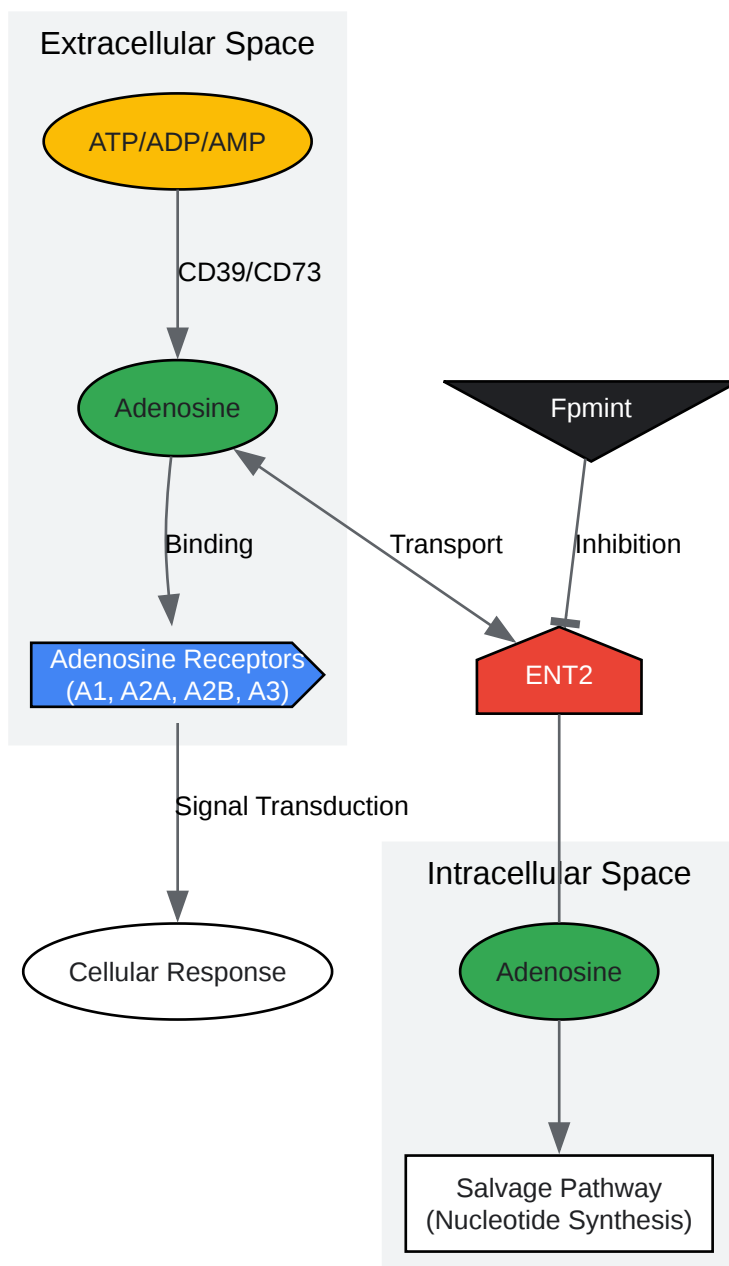 Extracellular Space
ATP/ADP/AMP
CD39/CD73
Adenosine
Fpmint
Binding
Transport
Inhibition
Adenosine Receptors
(A1, A2A, A2B, A3)
ENT2
Signal Transduction
Intracellular Space
Cellular Response
Adenosine
Salvage Pathway
(Nucleotide Synthesis)